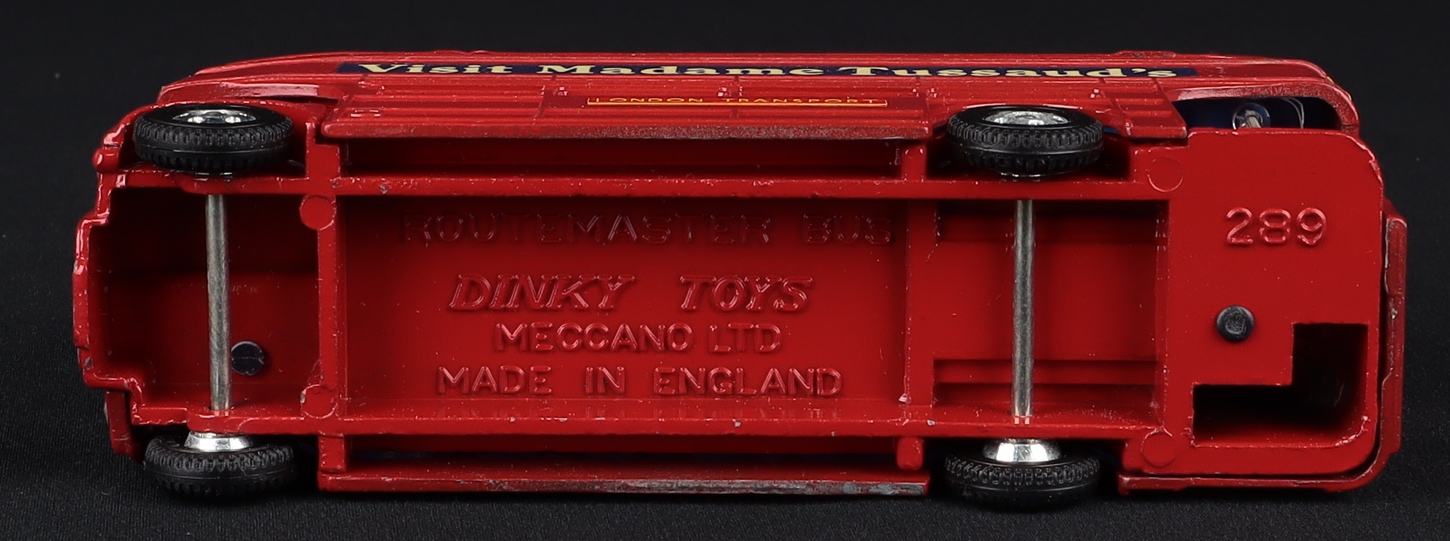 Visit Madame Tussaud's
LONDON TRANSPORT
ROUTEMASTER BUS
289
DINKY TOYS
MECCANO LTD
MADE IN ENGLAND